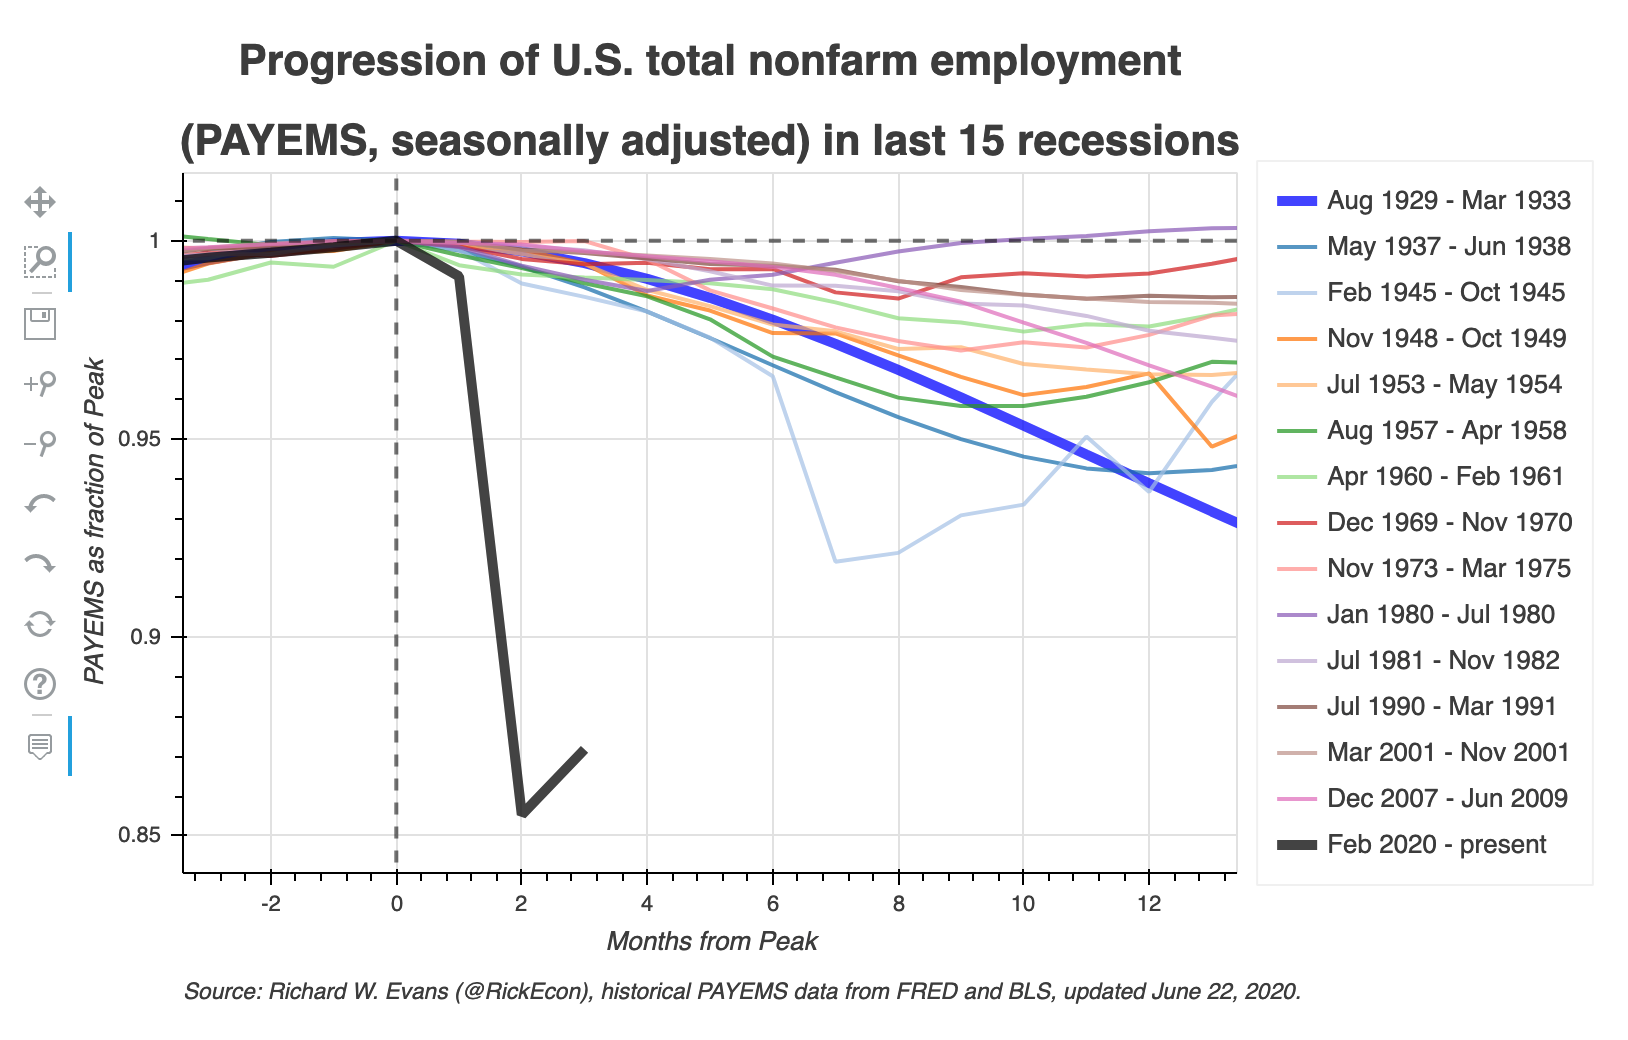 Progression of U.S. total nonfarm employment
(PAYEMS, seasonally adjusted) in last 15 recessions
PAYEMS as fraction of Peak
1
0.95
0.9
0.85
-2 0 2 4 6 8 10 12
Months from Peak
Aug 1929 - Mar 1933
May 1937 - Jun 1938
Feb 1945 - Oct 1945
Nov 1948 - Oct 1949
Jul 1953 - May 1954
Aug 1957 - Apr 1958
Apr 1960 - Feb 1961
Dec 1969 - Nov 1970
Nov 1973 - Mar 1975
Jan 1980 - Jul 1980
Jul 1981 - Nov 1982
Jul 1990 - Mar 1991
Mar 2001 - Nov 2001
Dec 2007 - Jun 2009
Feb 2020 - present
Source: Richard W. Evans (@RickEcon), historical PAYEMS data from FRED and BLS, updated June 22, 2020.